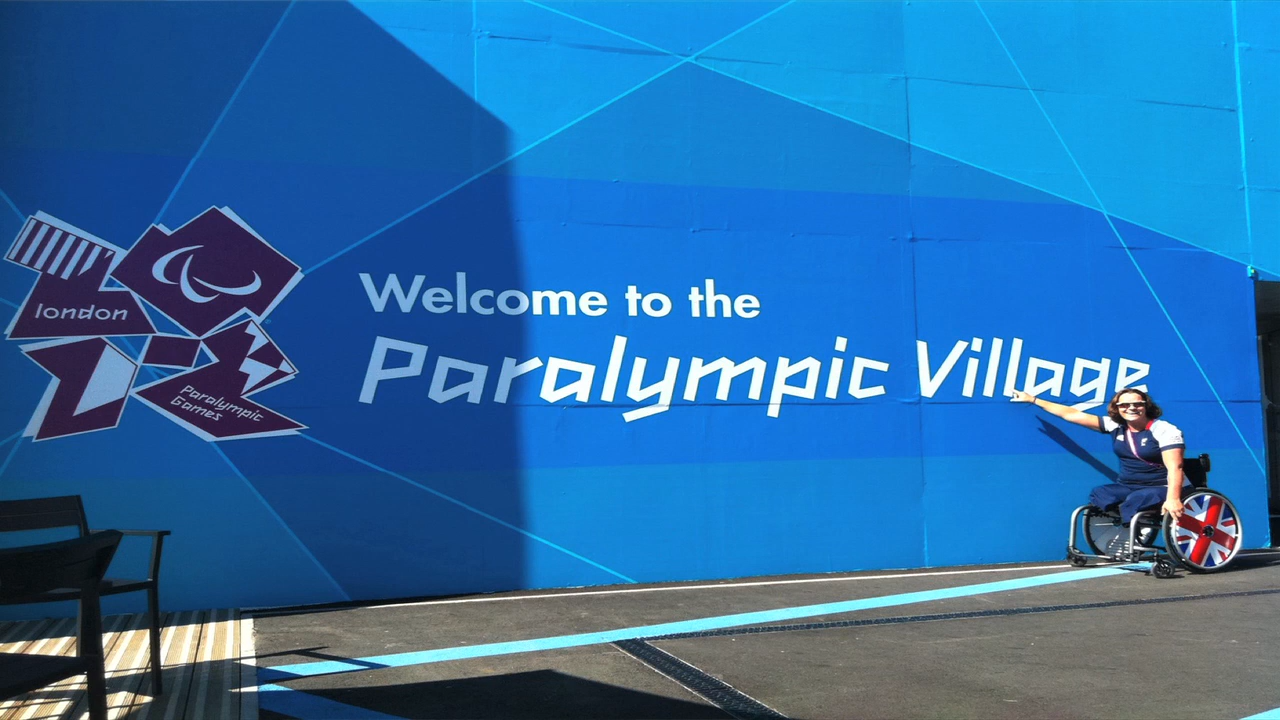 london
Paralympic
Games
Welcome to the
Paralympic Village